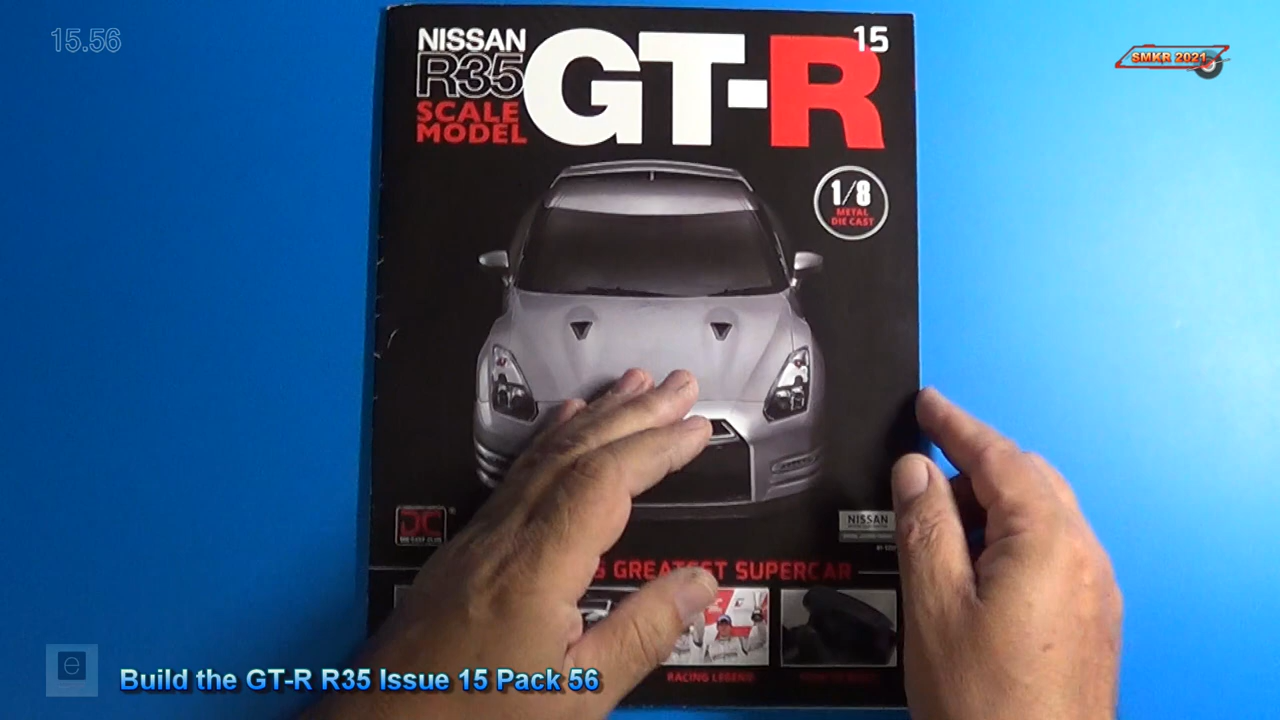 15.56
SMKR 2021
NISSAN
R35
SCALE
MODEL
GT-R
15
1/8
METAL
DIE CAST
DC
NISSAN
GREATEST SUPERCAR
RACING LEGEND
e
Build the GT-R R35 Issue 15 Pack 56